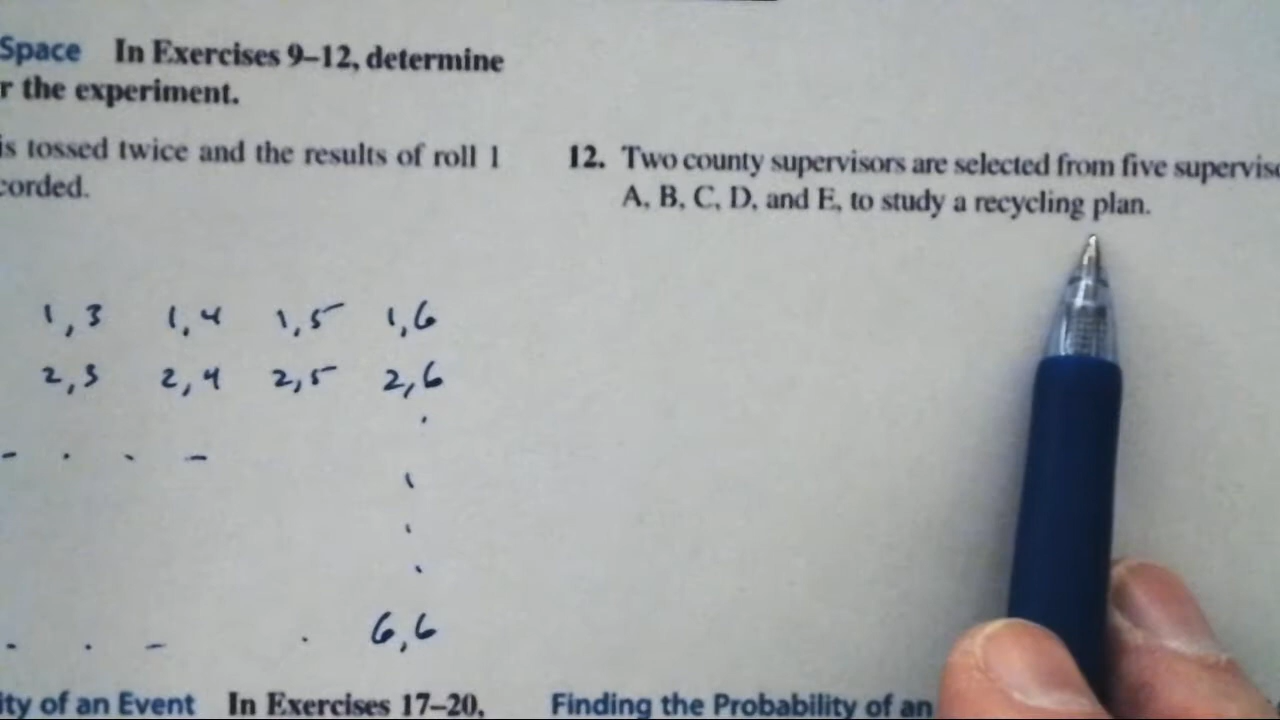 Space In Exercises 9–12, determine
r the experiment.
is tossed twice and the results of roll 1
corded.
12. Two county supervisors are selected from five superviso
A, B, C, D, and E, to study a recycling plan.
1,3 1,4 1,5 1,6
2,3 2,4 2,5 2,6
6,6
ity of an Event In Exercises 17–20,
Finding the Probability of an